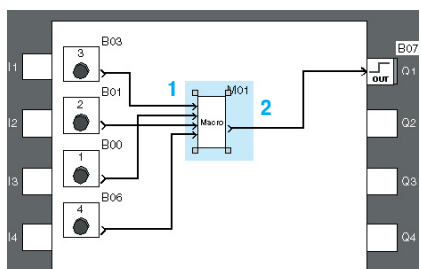 B03
3
I1
B07
Q1
OUT
1
M01
B01
2
Macro
2
I2
Q2
B00
1
I3
Q3
B06
4
I4
Q4